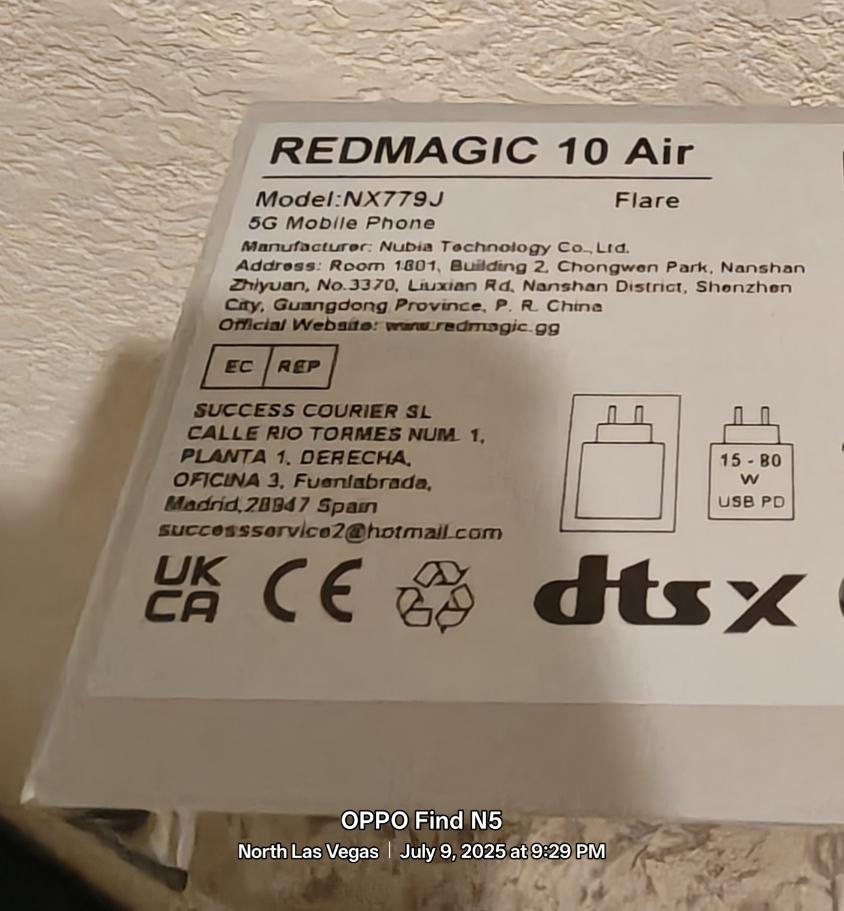 REDMAGIC 10 Air
Model:NX779J Flare
5G Mobile Phone
Manufacturer: Nubia Technology Co., Ltd.
Address: Room 1801, Building 2, Chongwen Park, Nanshan
Zhiyuan, No.3370, Liuxian Rd, Nanshan District, Shenzhen
City, Guangdong Province, P. R. China
Official Website: www.redmagic.gg
EC REP
SUCCESS COURIER SL
CALLE RIO TORMES NUM. 1,
PLANTA 1, DERECHA,
OFICINA 3, Fuenlabrada,
Madrid,28947 Spain
successservice2@hotmail.com
15 - 80
W
USB PD
UK
CA CE
dts x
OPPO Find N5
North Las Vegas | July 9, 2025 at 9:29 PM